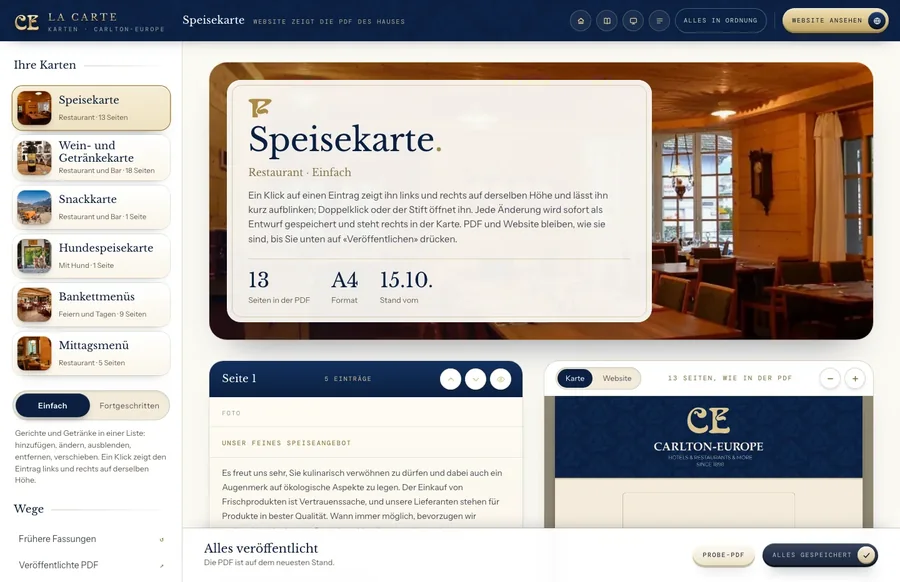 CE LA CARTE
KARTEN · CARLTON-EUROPE
Speisekarte WEBSITE ZEIGT DIE PDF DES HAUSES
ALLES IN ORDNUNG
WEBSITE ANSEHEN
Ihre Karten
Speisekarte
Restaurant · 13 Seiten
Wein- und
Getränkekarte
Restaurant und Bar · 18 Seiten
Snackkarte
Restaurant und Bar · 1 Seite
Hundespeisekarte
Mit Hund · 1 Seite
Bankettmenüs
Feiern und Tagen · 9 Seiten
Mittagsmenü
Restaurant · 5 Seiten
Einfach Fortgeschritten
Gerichte und Getränke in einer Liste:
hinzufügen, ändern, ausblenden,
entfernen, verschieben. Ein Klick zeigt den
Eintrag links und rechts auf derselben
Höhe.
Wege
Frühere Fassungen
Veröffentlichte PDF
Speisekarte.
Restaurant · Einfach
Ein Klick auf einen Eintrag zeigt ihn links und rechts auf derselben Höhe und lässt ihn
kurz aufblinken; Doppelklick oder der Stift öffnet ihn. Jede Änderung wird sofort als
Entwurf gespeichert und steht rechts in der Karte. PDF und Website bleiben, wie sie
sind, bis Sie unten auf «Veröffentlichen» drücken.
13 A4 15.10.
Seiten in der PDF Format Stand vom
Seite 1 5 EINTRÄGE
FOTO
UNSER FEINES SPEISEANGEBOT
Es freut uns sehr, Sie kulinarisch verwöhnen zu dürfen und dabei auch ein
Augenmerk auf ökologische Aspekte zu legen. Der Einkauf von
Frischprodukten ist Vertrauenssache, und unsere Lieferanten stehen für
Produkte in bester Qualität. Wann immer möglich, bevorzugen wir
Karte Website 13 SEITEN, WIE IN DER PDF
CE
CARLTON-EUROPE
HOTELS & RESTAURANTS & MORE
SINCE 1899
Alles veröffentlicht
Die PDF ist auf dem neuesten Stand.
PROBE-PDF
ALLES GESPEICHERT